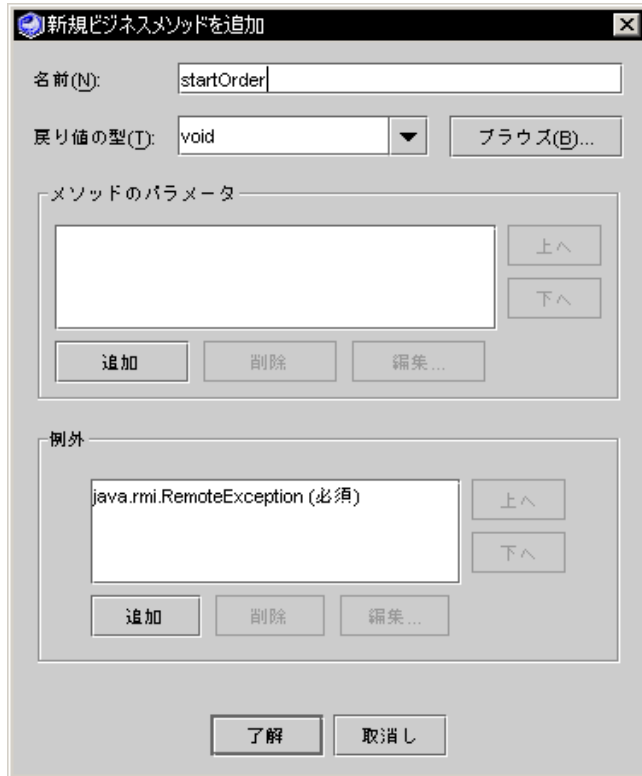 新規ビジネスメソッドを追加
名前(N): startOrder
戻り値の型(T): void ブラウズ(B)...
メソッドのパラメータ
上へ
下へ
追加 削除 編集...
例外
java.rmi.RemoteException (必須)
上へ
下へ
追加 削除 編集...
了解 取消し